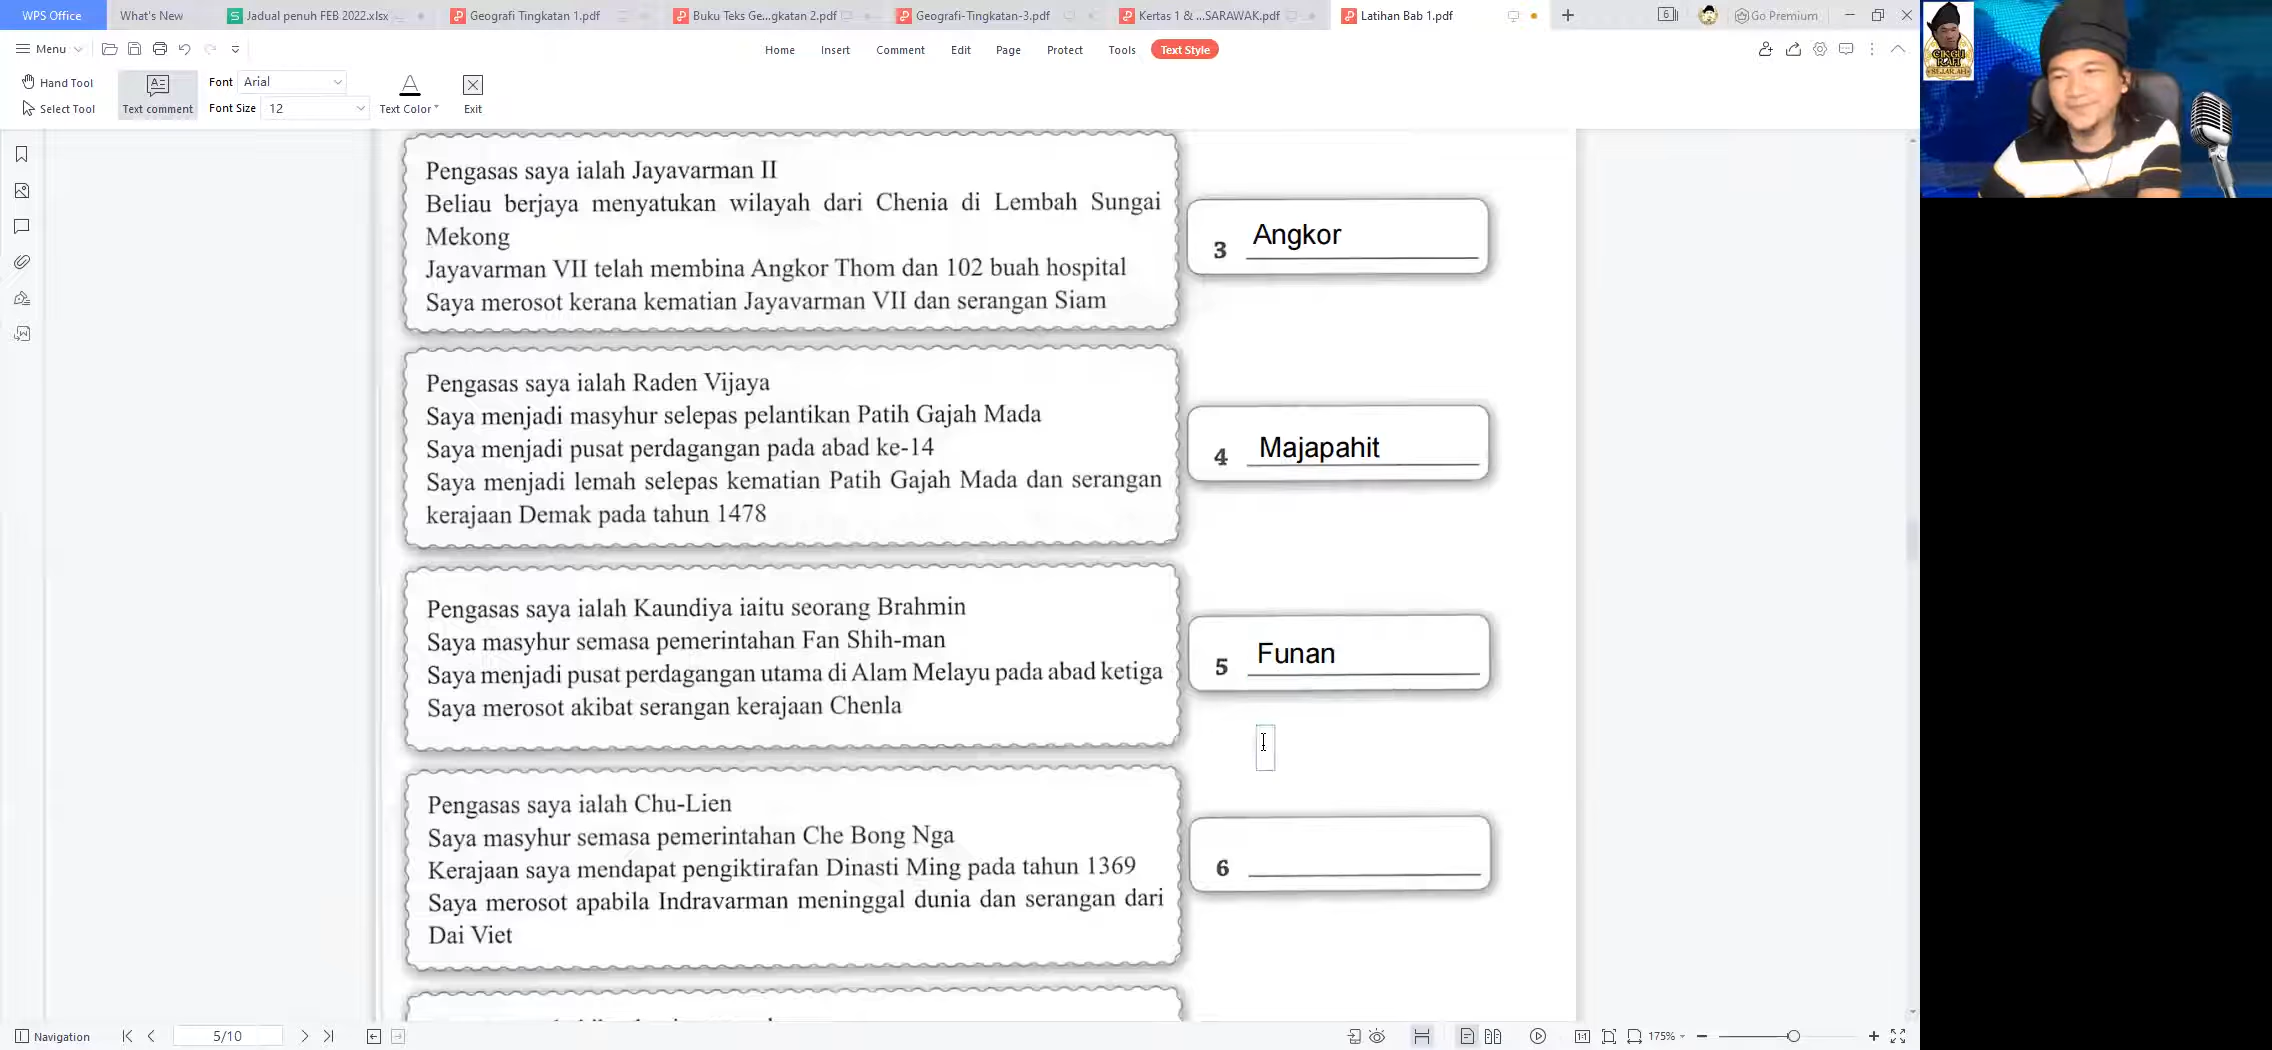 WPS Office
What's New
Jadual penuh FEB 2022.xlsx
Geografi Tingkatan 1.pdf
Buku Teks Ge...gkatan 2.pdf
Geografi-Tingkatan-3.pdf
Kertas 1 & ...SARAWAK.pdf
Latihan Bab 1.pdf
6
Go Premium
Menu
Home Insert Comment Edit Page Protect Tools Text Style
Hand Tool
Select Tool
Text comment
Font Arial
Font Size 12
Text Color
Exit
Pengasas saya ialah Jayavarman II
Beliau berjaya menyatukan wilayah dari Chenia di Lembah Sungai
Mekong
Jayavarman VII telah membina Angkor Thom dan 102 buah hospital
Saya merosot kerana kematian Jayavarman VII dan serangan Siam
3 Angkor
Pengasas saya ialah Raden Vijaya
Saya menjadi masyhur selepas pelantikan Patih Gajah Mada
Saya menjadi pusat perdagangan pada abad ke-14
Saya menjadi lemah selepas kematian Patih Gajah Mada dan serangan
kerajaan Demak pada tahun 1478
4 Majapahit
Pengasas saya ialah Kaundiya iaitu seorang Brahmin
Saya masyhur semasa pemerintahan Fan Shih-man
Saya menjadi pusat perdagangan utama di Alam Melayu pada abad ketiga
Saya merosot akibat serangan kerajaan Chenla
5 Funan
Pengasas saya ialah Chu-Lien
Saya masyhur semasa pemerintahan Che Bong Nga
Kerajaan saya mendapat pengiktirafan Dinasti Ming pada tahun 1369
Saya merosot apabila Indravarman meninggal dunia dan serangan dari
Dai Viet
6
Navigation
5/10
175%
CIKGU
RAFI
SEJARAH